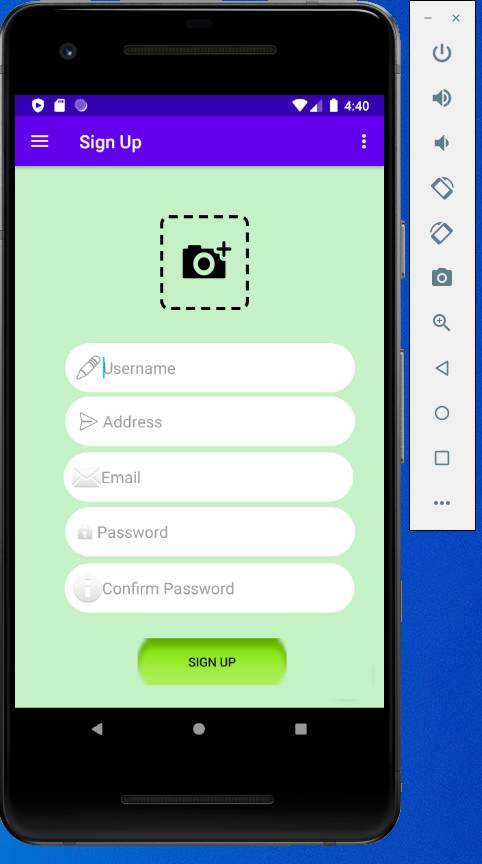 4:40
Sign Up
Username
Address
Email
Password
Confirm Password
SIGN UP